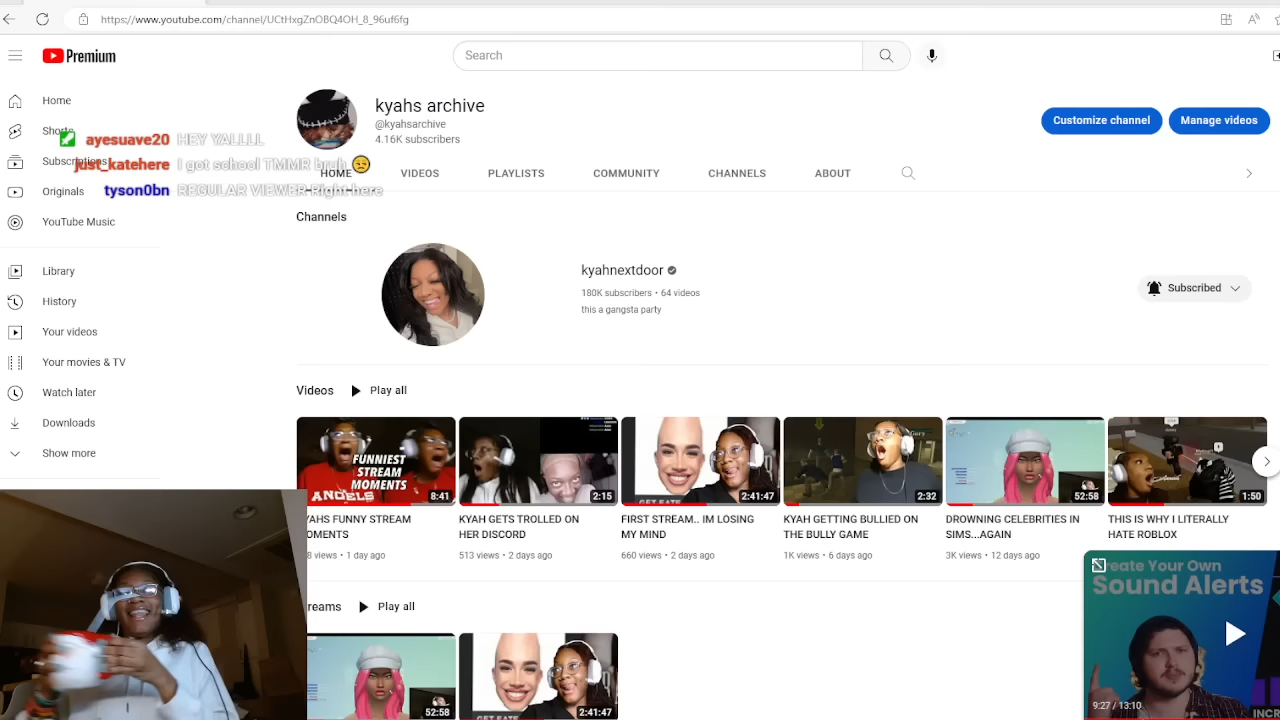 https://www.youtube.com/channel/UCtHxgZnOBQ4OH_8_96uf6fg
Premium
Search
Home
Shorts
Subscriptions
Originals
YouTube Music
Library
History
Your videos
Your movies & TV
Watch later
Downloads
Show more
ayesuave20 HEY YALLLL
just_katehere I got school TMMR bruh
tyson0bn REGULAR VIEWER Right here
kyahs archive
@kyahsarchive
4.16K subscribers
Customize channel
Manage videos
HOME VIDEOS PLAYLISTS COMMUNITY CHANNELS ABOUT
Channels
kyahnextdoor
180K subscribers • 64 videos
this a gangsta party
Subscribed
Videos
Play all
FUNNIEST
STREAM
MOMENTS
ANGELS
8:41
YAHS FUNNY STREAM
OMENTS
8 views • 1 day ago
2:15
KYAH GETS TROLLED ON
HER DISCORD
513 views • 2 days ago
GET EATE
2:41:47
FIRST STREAM.. IM LOSING
MY MIND
660 views • 2 days ago
Gary
2:32
KYAH GETTING BULLIED ON
THE BULLY GAME
1K views • 6 days ago
52:58
DROWNING CELEBRITIES IN
SIMS...AGAIN
3K views • 12 days ago
1:50
THIS IS WHY I LITERALLY
HATE ROBLOX
reams
Play all
52:58
GET EATE
2:41:47
reate Your Own
Sound Alerts
9:27 / 13:10
INCR